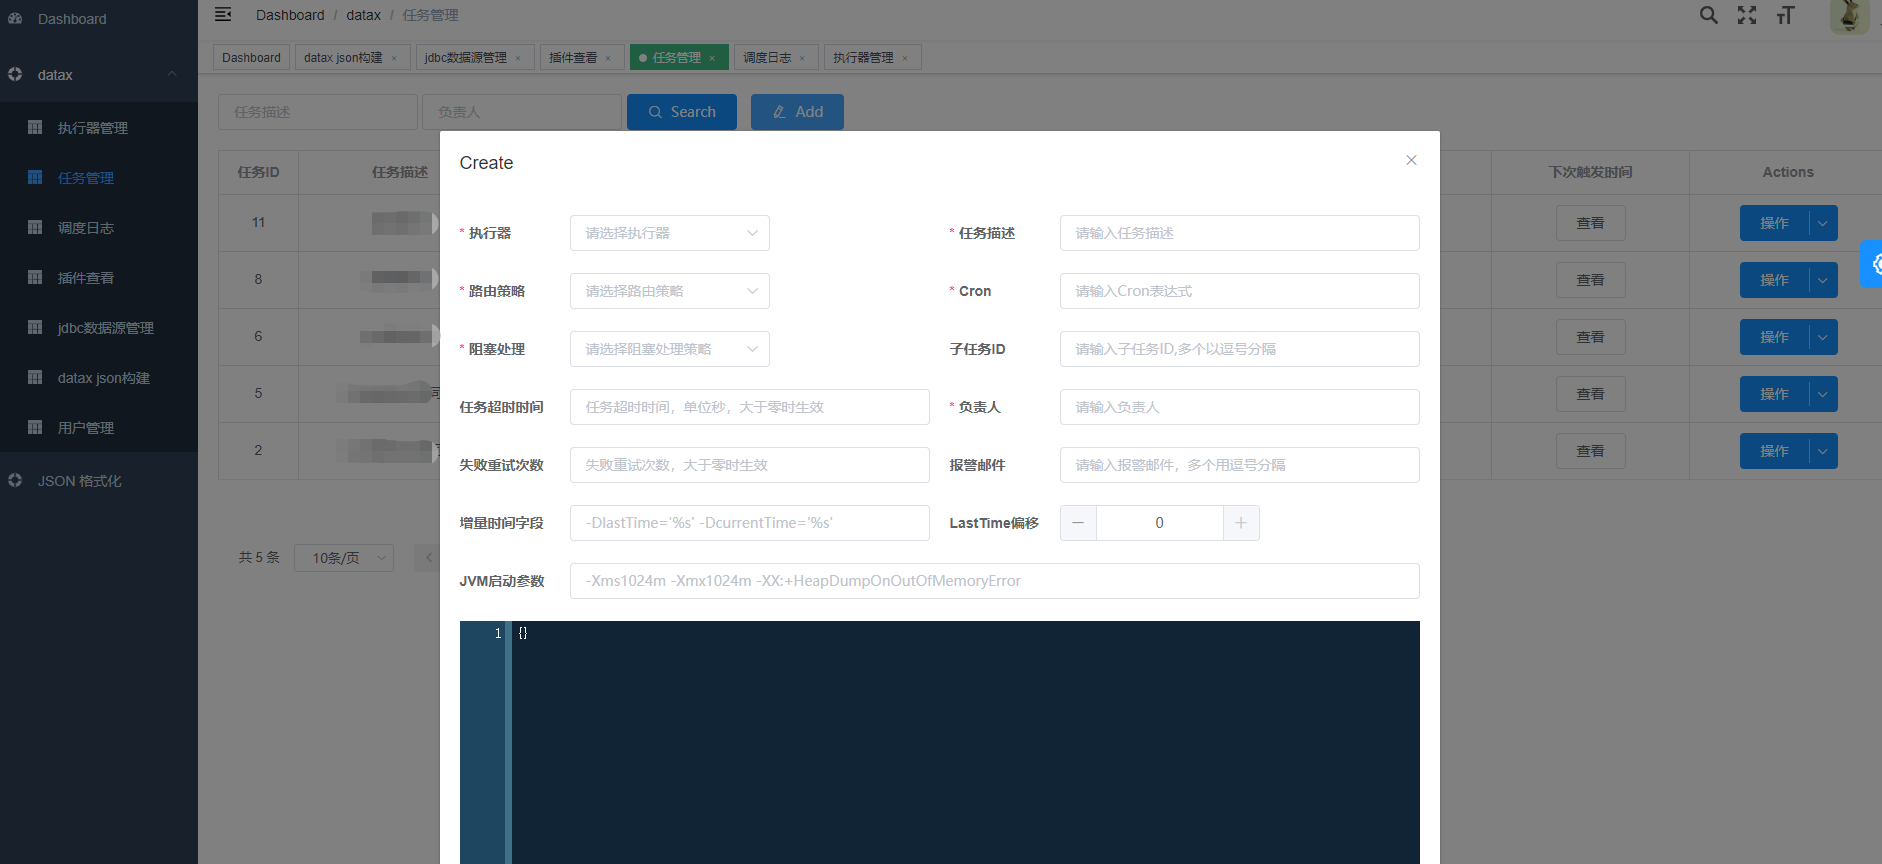 Dashboard
datax
执行器管理
任务管理
调度日志
插件查看
jdbc数据源管理
datax json构建
用户管理
JSON 格式化
Dashboard / datax / 任务管理
Dashboard datax json构建 × jdbc数据源管理 × 插件查看 × 任务管理 × 调度日志 × 执行器管理 ×
任务描述 负责人 Search Add
任务ID 任务描述 下次触发时间 Actions
11 查看 操作
8 查看 操作
6 查看 操作
5 查看 操作
2 查看 操作
共 5 条 10条/页
Create
* 执行器 请选择执行器 * 任务描述 请输入任务描述
* 路由策略 请选择路由策略 * Cron 请输入Cron表达式
* 阻塞处理 请选择阻塞处理策略 子任务ID 请输入子任务ID,多个以逗号分隔
任务超时时间 任务超时时间，单位秒，大于零时生效 * 负责人 请输入负责人
失败重试次数 失败重试次数，大于零时生效 报警邮件 请输入报警邮件，多个用逗号分隔
增量时间字段 -DlastTime='%s' -DcurrentTime='%s' LastTime偏移 0
JVM启动参数 -Xms1024m -Xmx1024m -XX:+HeapDumpOnOutOfMemoryError
1 {}